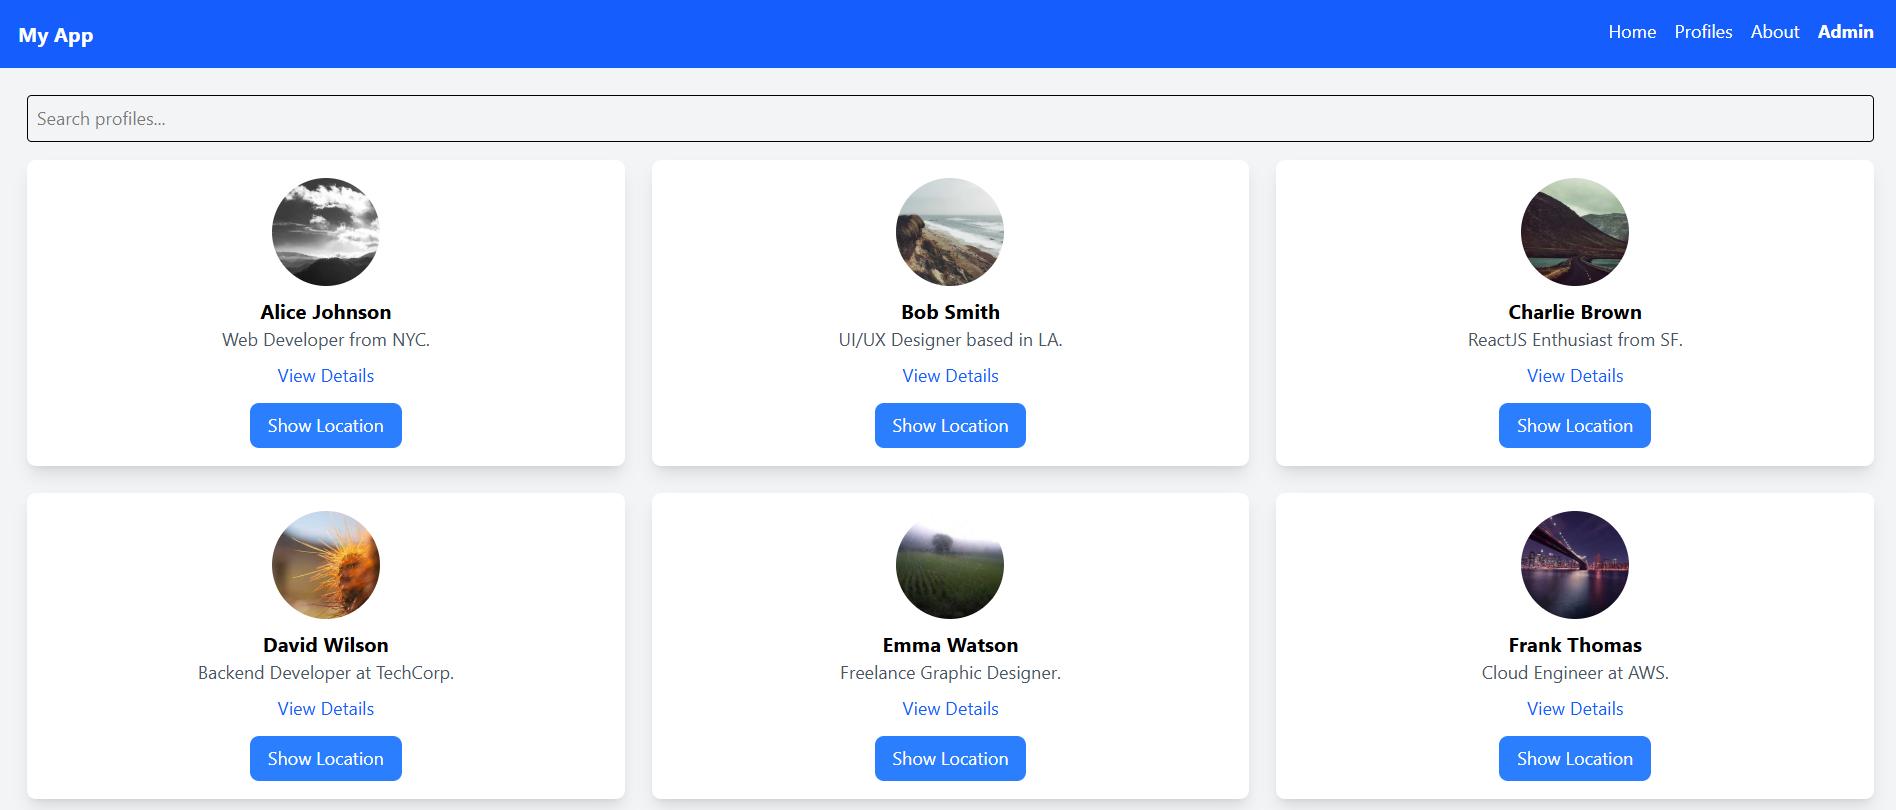 My App
Home Profiles About Admin
Search profiles...
Alice Johnson
Web Developer from NYC.
View Details
Show Location
Bob Smith
UI/UX Designer based in LA.
View Details
Show Location
Charlie Brown
ReactJS Enthusiast from SF.
View Details
Show Location
David Wilson
Backend Developer at TechCorp.
View Details
Show Location
Emma Watson
Freelance Graphic Designer.
View Details
Show Location
Frank Thomas
Cloud Engineer at AWS.
View Details
Show Location